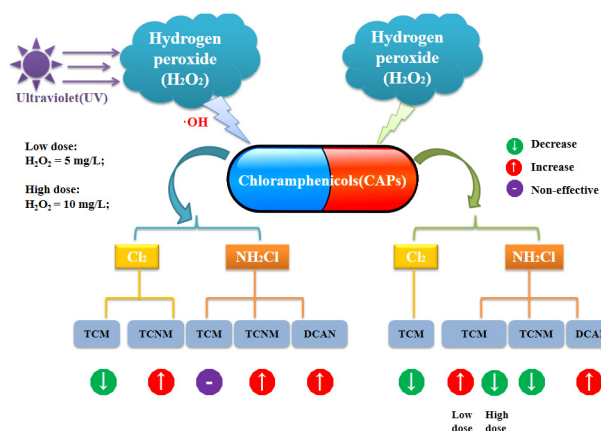 Hydrogen
peroxide
(H₂O₂)
Hydrogen
peroxide
(H₂O₂)
Ultraviolet(UV)
·OH
Low dose:
H₂O₂ = 5 mg/L;
High dose:
H₂O₂ = 10 mg/L;
Chloramphenicols(CAPs)
↓ Decrease
↑ Increase
- Non-effective
Cl₂
NH₂Cl
Cl₂
NH₂Cl
TCM
TCNM
TCM
TCNM
DCAN
TCM
TCM
TCNM
DCAN
↓
↑
-
↑
↑
↓
↑
↓
↓
↑
Low
dose
High
dose